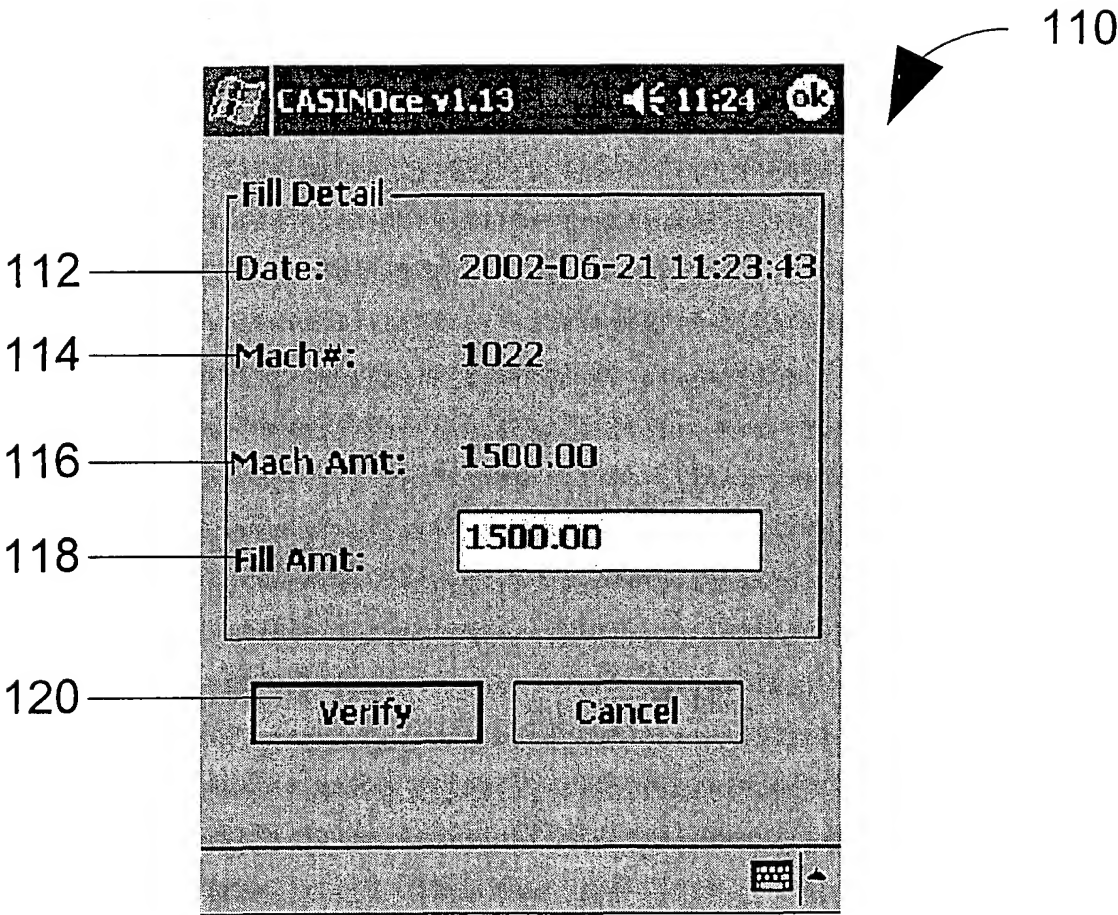 110
CASINOce v1.13 11:24 ok
Fill Detail
112 Date: 2002-06-21 11:23:43
114 Mach#: 1022
116 Mach Amt: 1500.00
118 Fill Amt: 1500.00
120 Verify Cancel